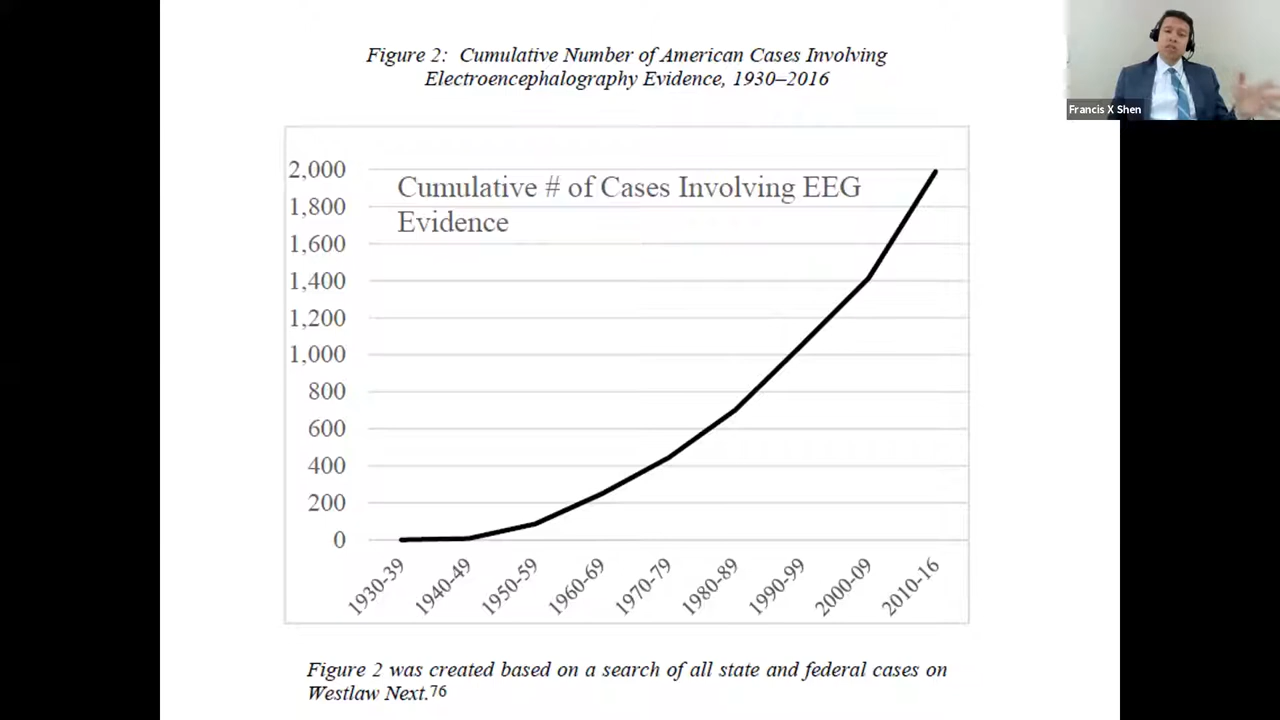 Figure 2: Cumulative Number of American Cases Involving
Electroencephalography Evidence, 1930–2016
Francis X Shen
Cumulative # of Cases Involving EEG
Evidence
2,000
1,800
1,600
1,400
1,200
1,000
800
600
400
200
0
1930-39
1940-49
1950-59
1960-69
1970-79
1980-89
1990-99
2000-09
2010-16
Figure 2 was created based on a search of all state and federal cases on
Westlaw Next.76